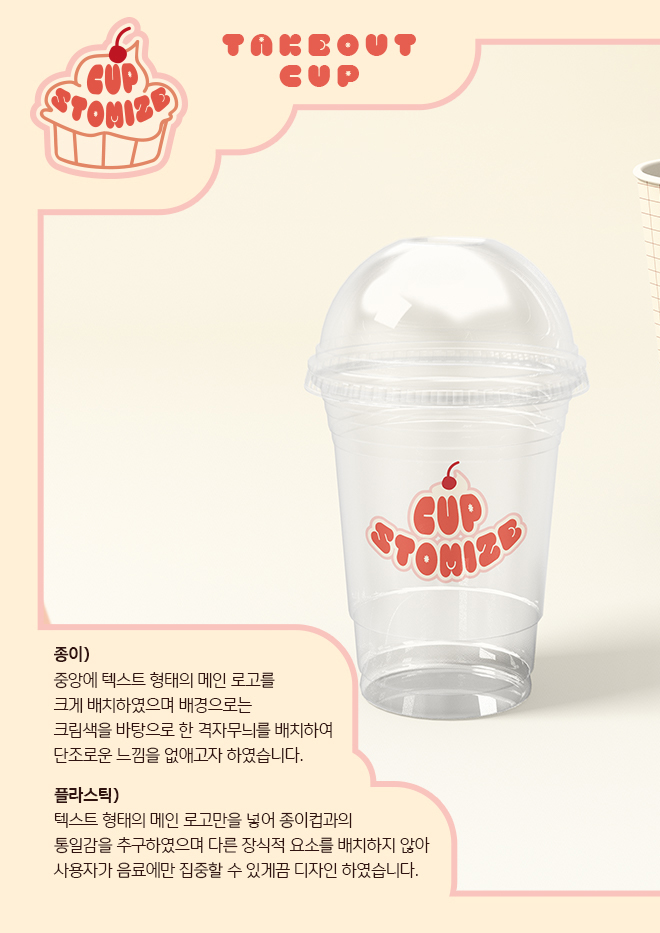 CUP
STOMIZE
TAKEOUT
CUP
CUP
STOMIZE
종이)
중앙에 텍스트 형태의 메인 로고를
크게 배치하였으며 배경으로는
크림색을 바탕으로 한 격자무늬를 배치하여
단조로운 느낌을 없애고자 하였습니다.
플라스틱)
텍스트 형태의 메인 로고만을 넣어 종이컵과의
통일감을 추구하였으며 다른 장식적 요소를 배치하지 않아
사용자가 음료에만 집중할 수 있게끔 디자인 하였습니다.